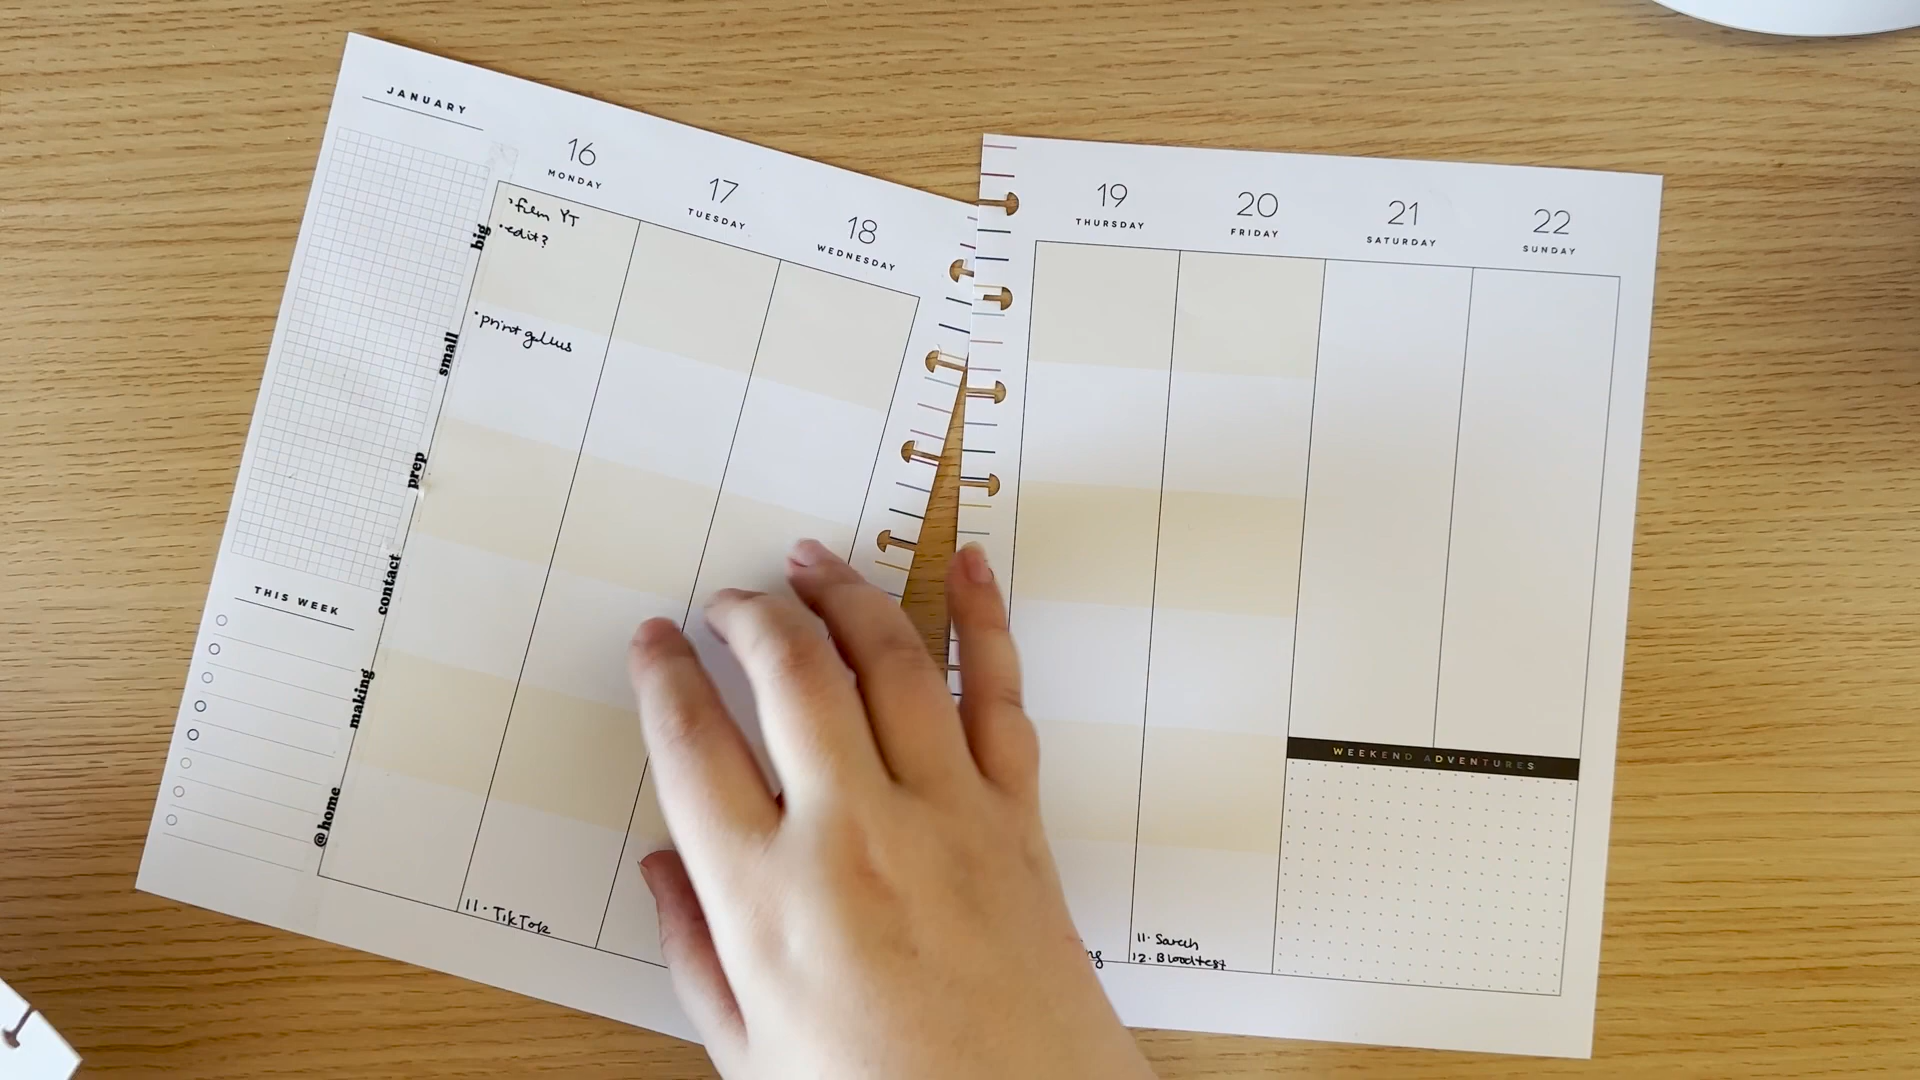 JANUARY
16
MONDAY
17
TUESDAY
18
WEDNESDAY
19
THURSDAY
20
FRIDAY
21
SATURDAY
22
SUNDAY
big
• film YT
• edit?
small
• print
prep
contact
making
@home
THIS WEEK
11 • TikTok
11 • Sarah
12 • Bloodtest
WEEKEND ADVENTURES